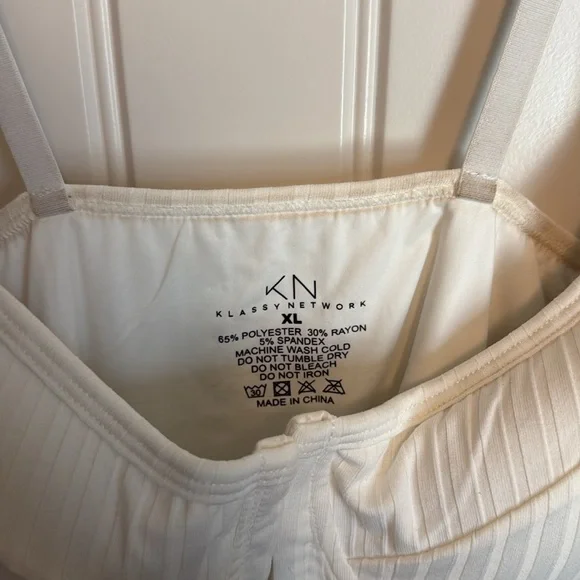 KN
KLASSY NETWORK
XL
65% POLYESTER 30% RAYON
5% SPANDEX
MACHINE WASH COLD
DO NOT TUMBLE DRY
DO NOT BLEACH
DO NOT IRON
30
MADE IN CHINA